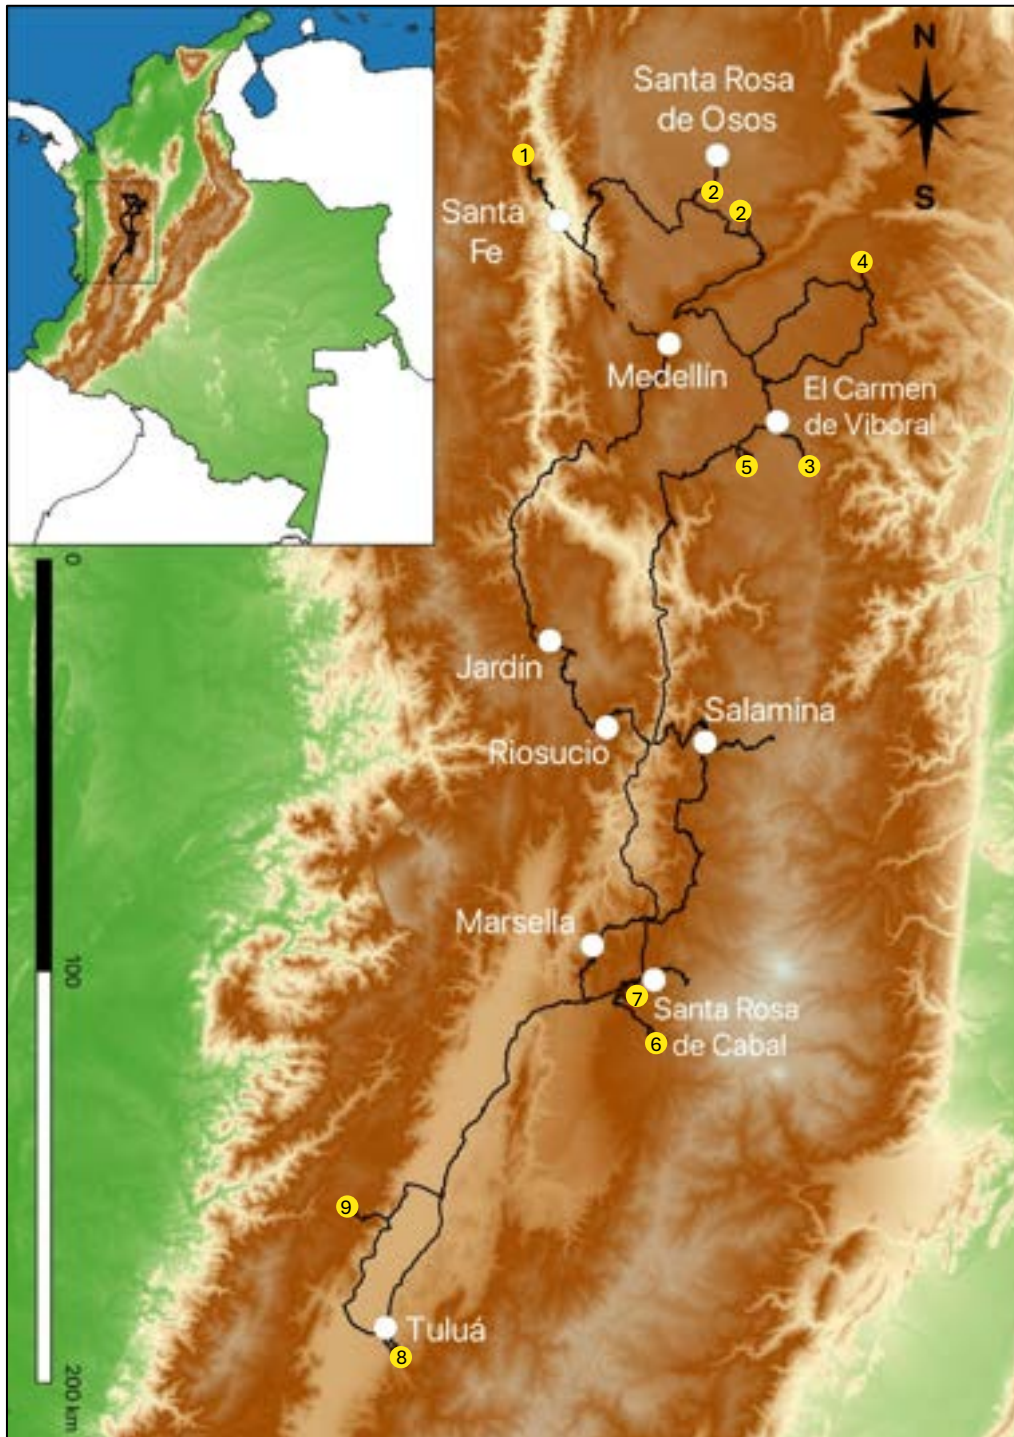 N
S
Santa Rosa
de Osos
1
2
2
Santa
Fe
4
Medellín
El Carmen
de Viboral
5
3
0
Jardín
Salamina
Riosucio
Marsella
100
7
Santa Rosa
de Cabal
6
9
Tuluá
8
200 km